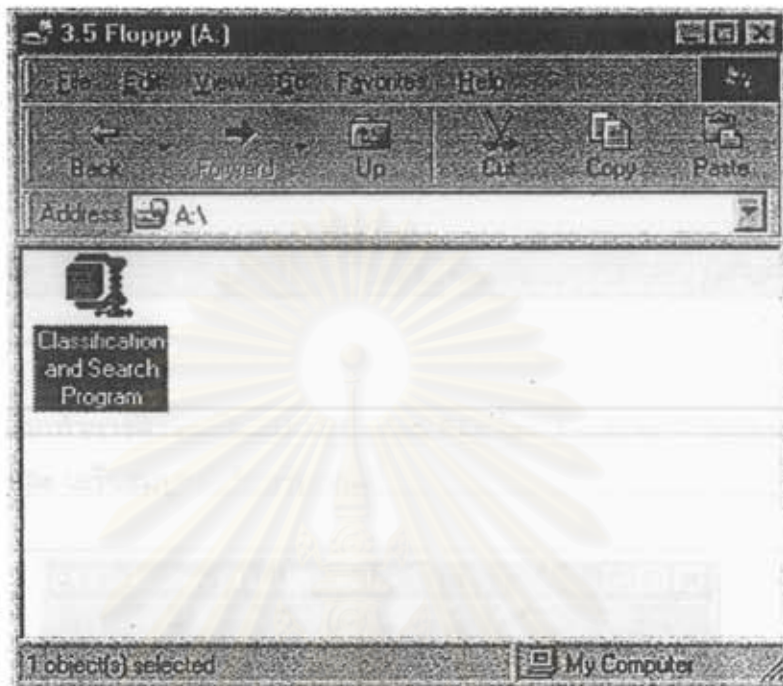 3.5 Floppy (A:)
File Edit View Go Favorites Help
Back Forward Up Cut Copy Paste
Address A:\
Classification
and Search
Program
1 object(s) selected My Computer